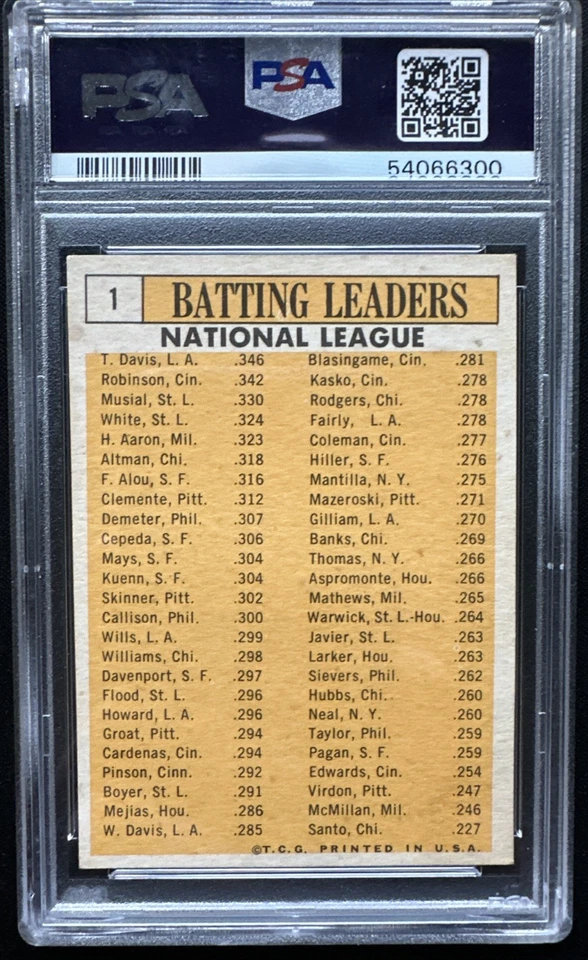 PSA
PSA
54066300
1 BATTING LEADERS
NATIONAL LEAGUE
T. Davis, L. A. .346 Blasingame, Cin. .281
Robinson, Cin. .342 Kasko, Cin. .278
Musial, St. L. .330 Rodgers, Chi. .278
White, St. L. .324 Fairly, L. A. .278
H. Aaron, Mil. .323 Coleman, Cin. .277
Altman, Chi. .318 Hiller, S. F. .276
F. Alou, S. F. .316 Mantilla, N. Y. .275
Clemente, Pitt. .312 Mazeroski, Pitt. .271
Demeter, Phil. .307 Gilliam, L. A. .270
Cepeda, S. F. .306 Banks, Chi. .269
Mays, S. F. .304 Thomas, N. Y. .266
Kuenn, S. F. .304 Aspromonte, Hou. .266
Skinner, Pitt. .302 Mathews, Mil. .265
Callison, Phil. .300 Warwick, St. L.-Hou. .264
Wills, L. A. .299 Javier, St. L. .263
Williams, Chi. .298 Larker, Hou. .263
Davenport, S. F. .297 Sievers, Phil. .262
Flood, St. L. .296 Hubbs, Chi. .260
Howard, L. A. .296 Neal, N. Y. .260
Groat, Pitt. .294 Taylor, Phil. .259
Cardenas, Cin. .294 Pagan, S. F. .259
Pinson, Cinn. .292 Edwards, Cin. .254
Boyer, St. L. .291 Virdon, Pitt. .247
Mejias, Hou. .286 McMillan, Mil. .246
W. Davis, L. A. .285 Santo, Chi. .227
©T.C.G. PRINTED IN U.S.A.
PSA